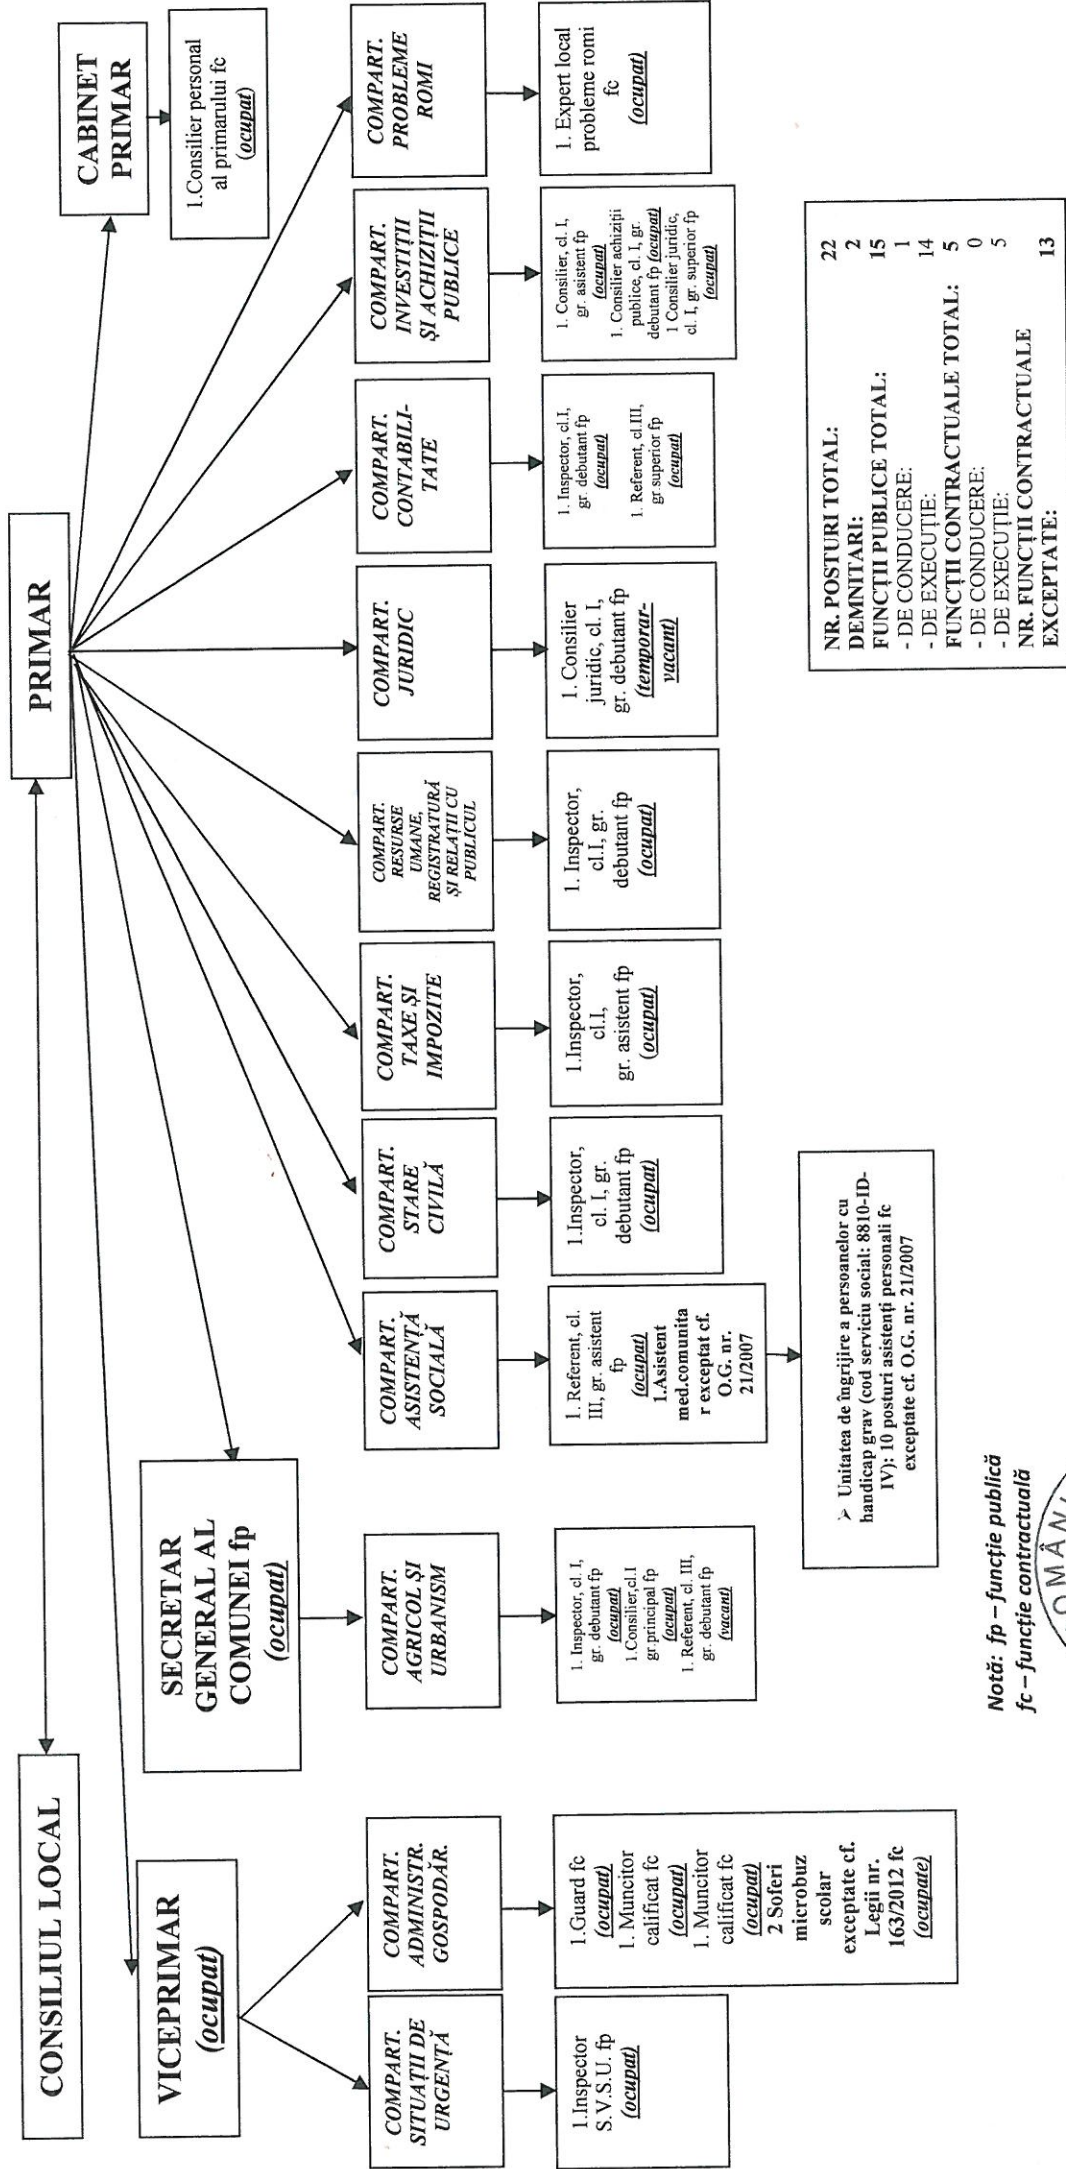 CONSILIUL LOCAL
PRIMAR
CABINET
PRIMAR
1.Consilier personal
al primarului fc
(ocupat)
VICEPRIMAR
(ocupat)
SECRETAR
GENERAL AL
COMUNEI fp
(ocupat)
COMPART.
SITUAȚII DE
URGENȚĂ
COMPART.
ADMINISTR.
GOSPODĂR.
COMPART.
AGRICOL ȘI
URBANISM
COMPART.
ASISTENȚĂ
SOCIALĂ
COMPART.
STARE
CIVILĂ
COMPART.
TAXE ȘI
IMPOZITE
COMPART.
RESURSE
UMANE,
REGISTRATURĂ
ȘI RELAȚII CU
PUBLICUL
COMPART.
JURIDIC
COMPART.
CONTABILI-
TATE
COMPART.
INVESTIȚII
ȘI ACHIZIȚII
PUBLICE
COMPART.
PROBLEME
ROMI
1.Inspector
S.V.S.U. fp
(ocupat)
1.Guard fc
(ocupat)
1. Muncitor
calificat fc
(ocupat)
1. Muncitor
calificat fc
(ocupat)
2 Soferi
microbuz
scolar
exceptate cf.
Legii nr.
163/2012 fc
(ocupate)
1. Inspector, cl. I,
gr. debutant fp
(ocupat)
1.Consilier,cl.I
gr.principal fp
(ocupat)
1. Referent, cl. III,
gr. debutant fp
(vacant)
1. Referent, cl.
III, gr. asistent
fp
(ocupat)
1.Asistent
med.comunita
r exceptat cf.
O.G. nr.
21/2007
1.Inspector,
cl. I, gr.
debutant fp
(ocupat)
1.Inspector,
cl.I,
gr. asistent fp
(ocupat)
1. Inspector,
cl.I, gr.
debutant fp
(ocupat)
1. Consilier
juridic, cl. I,
gr. debutant fp
(temporar-
vacant)
1. Inspector, cl.I,
gr. debutant fp
(ocupat)
1. Referent, cl.III,
gr.superior fp
(ocupat)
1. Consilier, cl. I,
gr. asistent fp
(ocupat)
1. Consilier achiziții
publice, cl. I, gr.
debutant fp (ocupat)
1 Consilier juridic,
cl. I, gr. superior fp
(ocupat)
1. Expert local
probleme romi
fc
(ocupat)
➢ Unitatea de îngrijire a persoanelor cu
handicap grav (cod serviciu social: 8810-ID-
IV): 10 posturi asistenți personali fc
exceptate cf. O.G. nr. 21/2007
NR. POSTURI TOTAL: 22
DEMNITARI: 2
FUNCȚII PUBLICE TOTAL: 15
- DE CONDUCERE: 1
- DE EXECUȚIE: 14
FUNCȚII CONTRACTUALE TOTAL: 5
- DE CONDUCERE: 0
- DE EXECUȚIE: 5
NR. FUNCȚII CONTRACTUALE
EXCEPTATE: 13
Notă: fp – funcție publică
fc – funcție contractuală